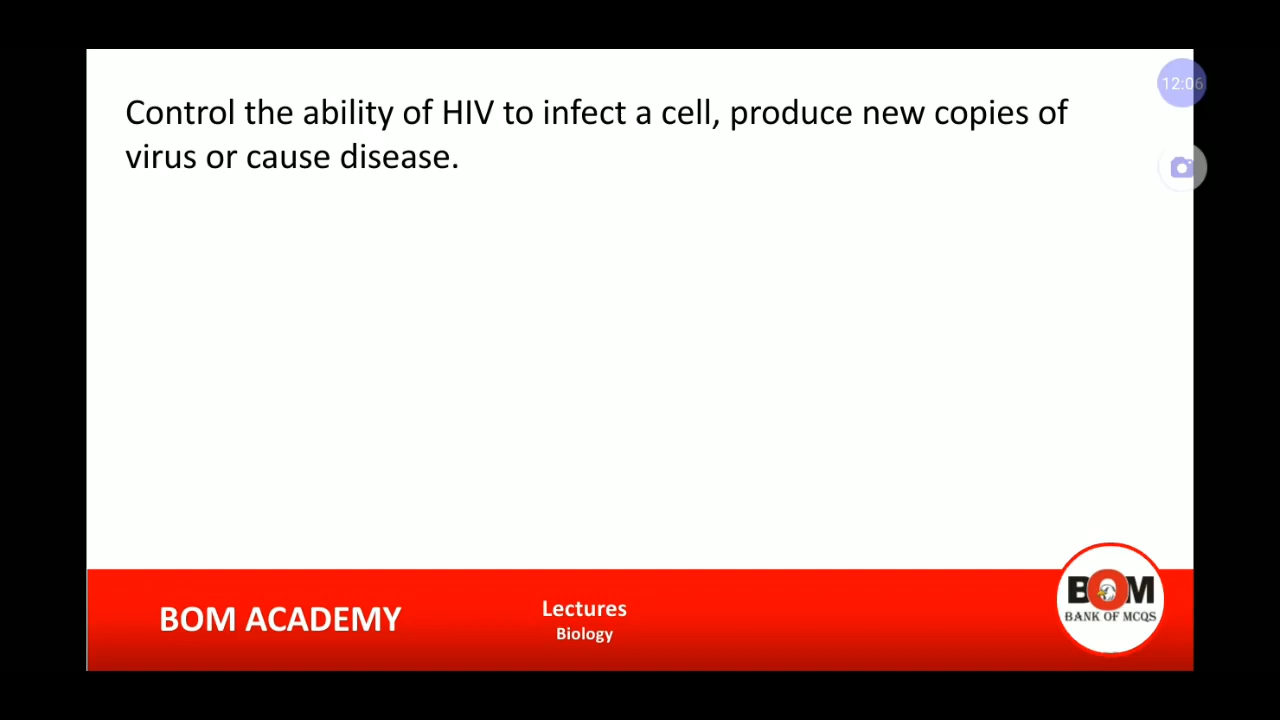 Control the ability of HIV to infect a cell, produce new copies of
virus or cause disease.
12:06
BOM ACADEMY
Lectures
Biology
BOM
BANK OF MCQS